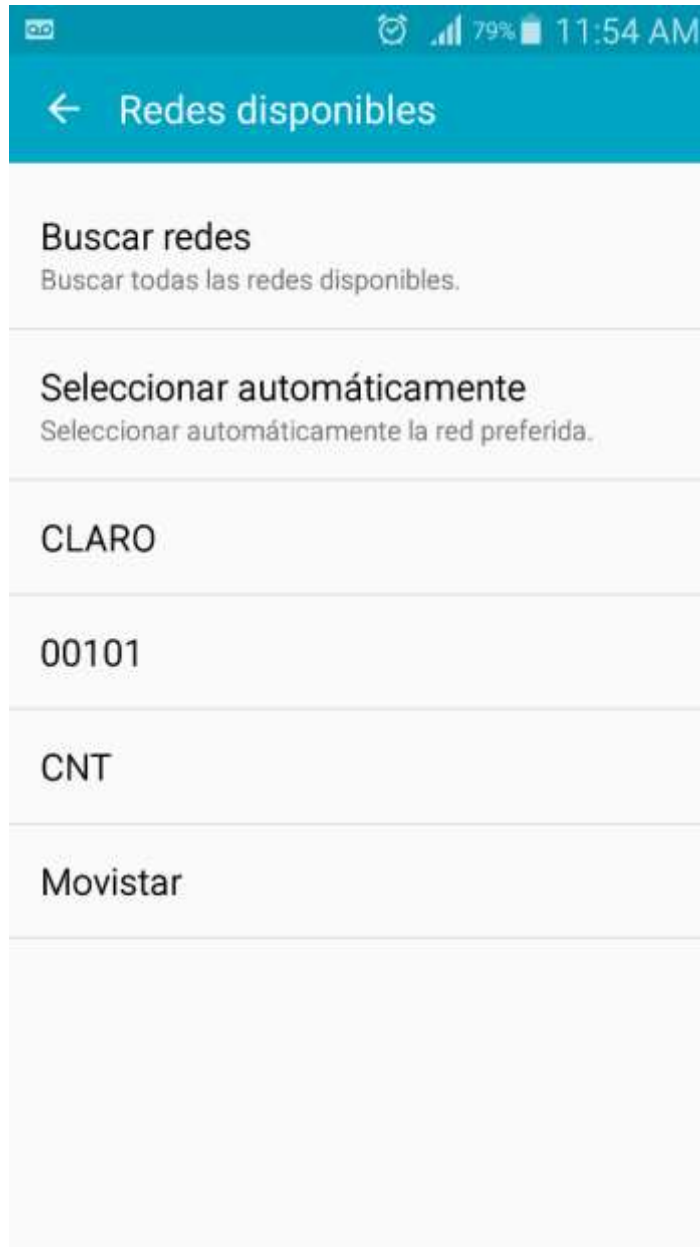 79% 11:54 AM
Redes disponibles
Buscar redes
Buscar todas las redes disponibles.
Seleccionar automáticamente
Seleccionar automáticamente la red preferida.
CLARO
00101
CNT
Movistar